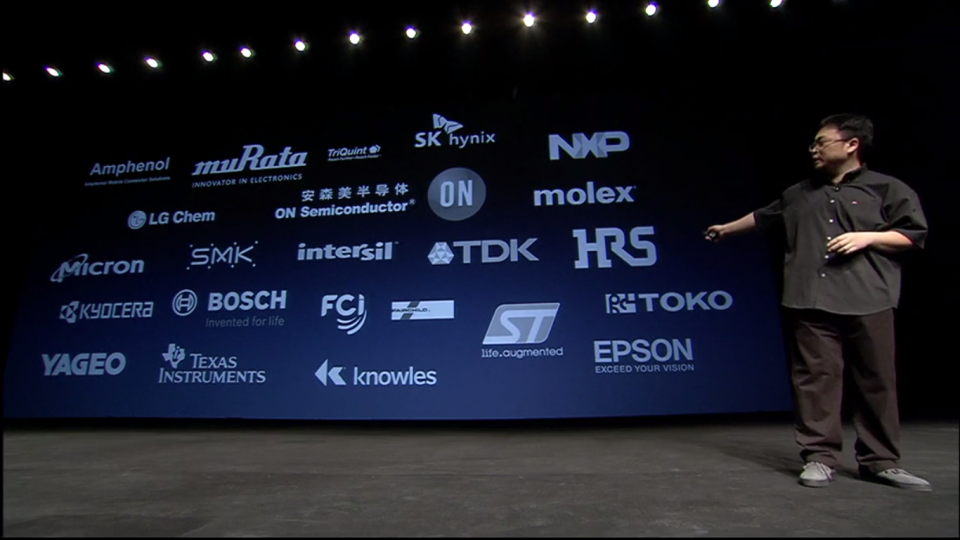 SK hynix
Amphenol
muRata
INNOVATOR IN ELECTRONICS
TriQuint
NXP
LG Chem
安森美半导体
ON Semiconductor®
ON
molex
Micron
SMK
intersil
TDK
HRS
KYOCERA
BOSCH
Invented for life
FCi
FAIRCHILD
ST
life.augmented
TOKO
YAGEO
TEXAS
INSTRUMENTS
knowles
EPSON
EXCEED YOUR VISION